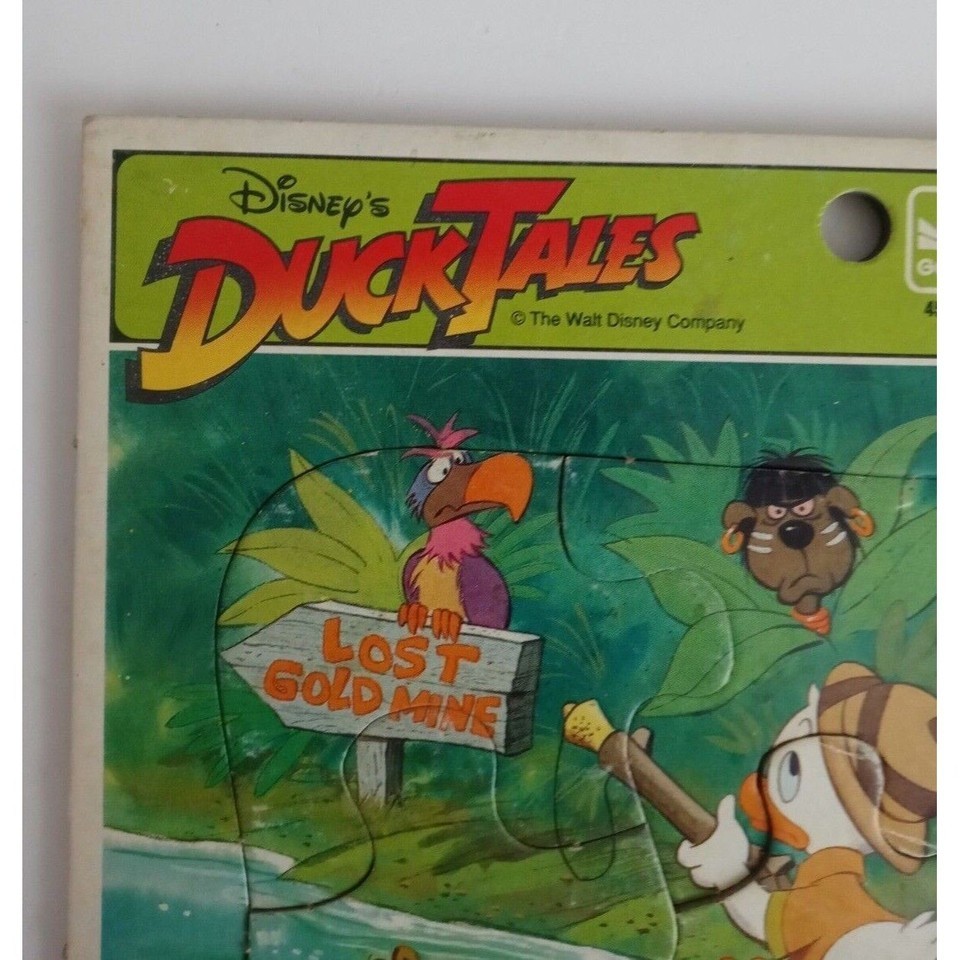 Disney's
DUCKTALES
© The Walt Disney Company
LOST
GOLD MINE